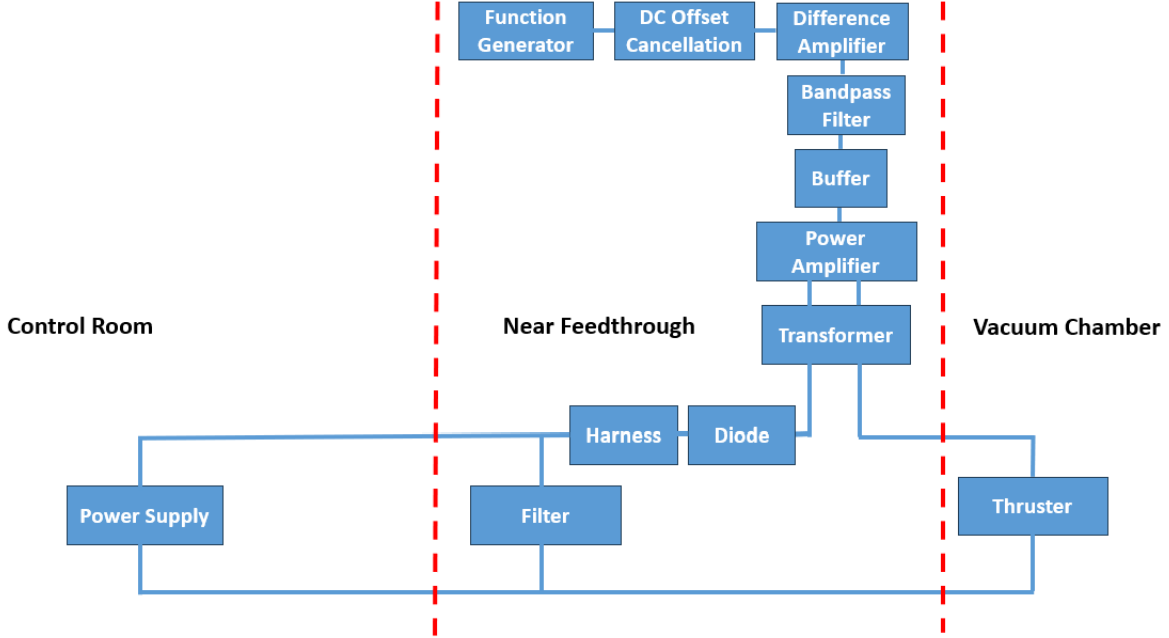 Function
Generator
DC Offset
Cancellation
Difference
Amplifier
Bandpass
Filter
Buffer
Power
Amplifier
Control Room
Near Feedthrough
Transformer
Vacuum Chamber
Harness
Diode
Power Supply
Filter
Thruster